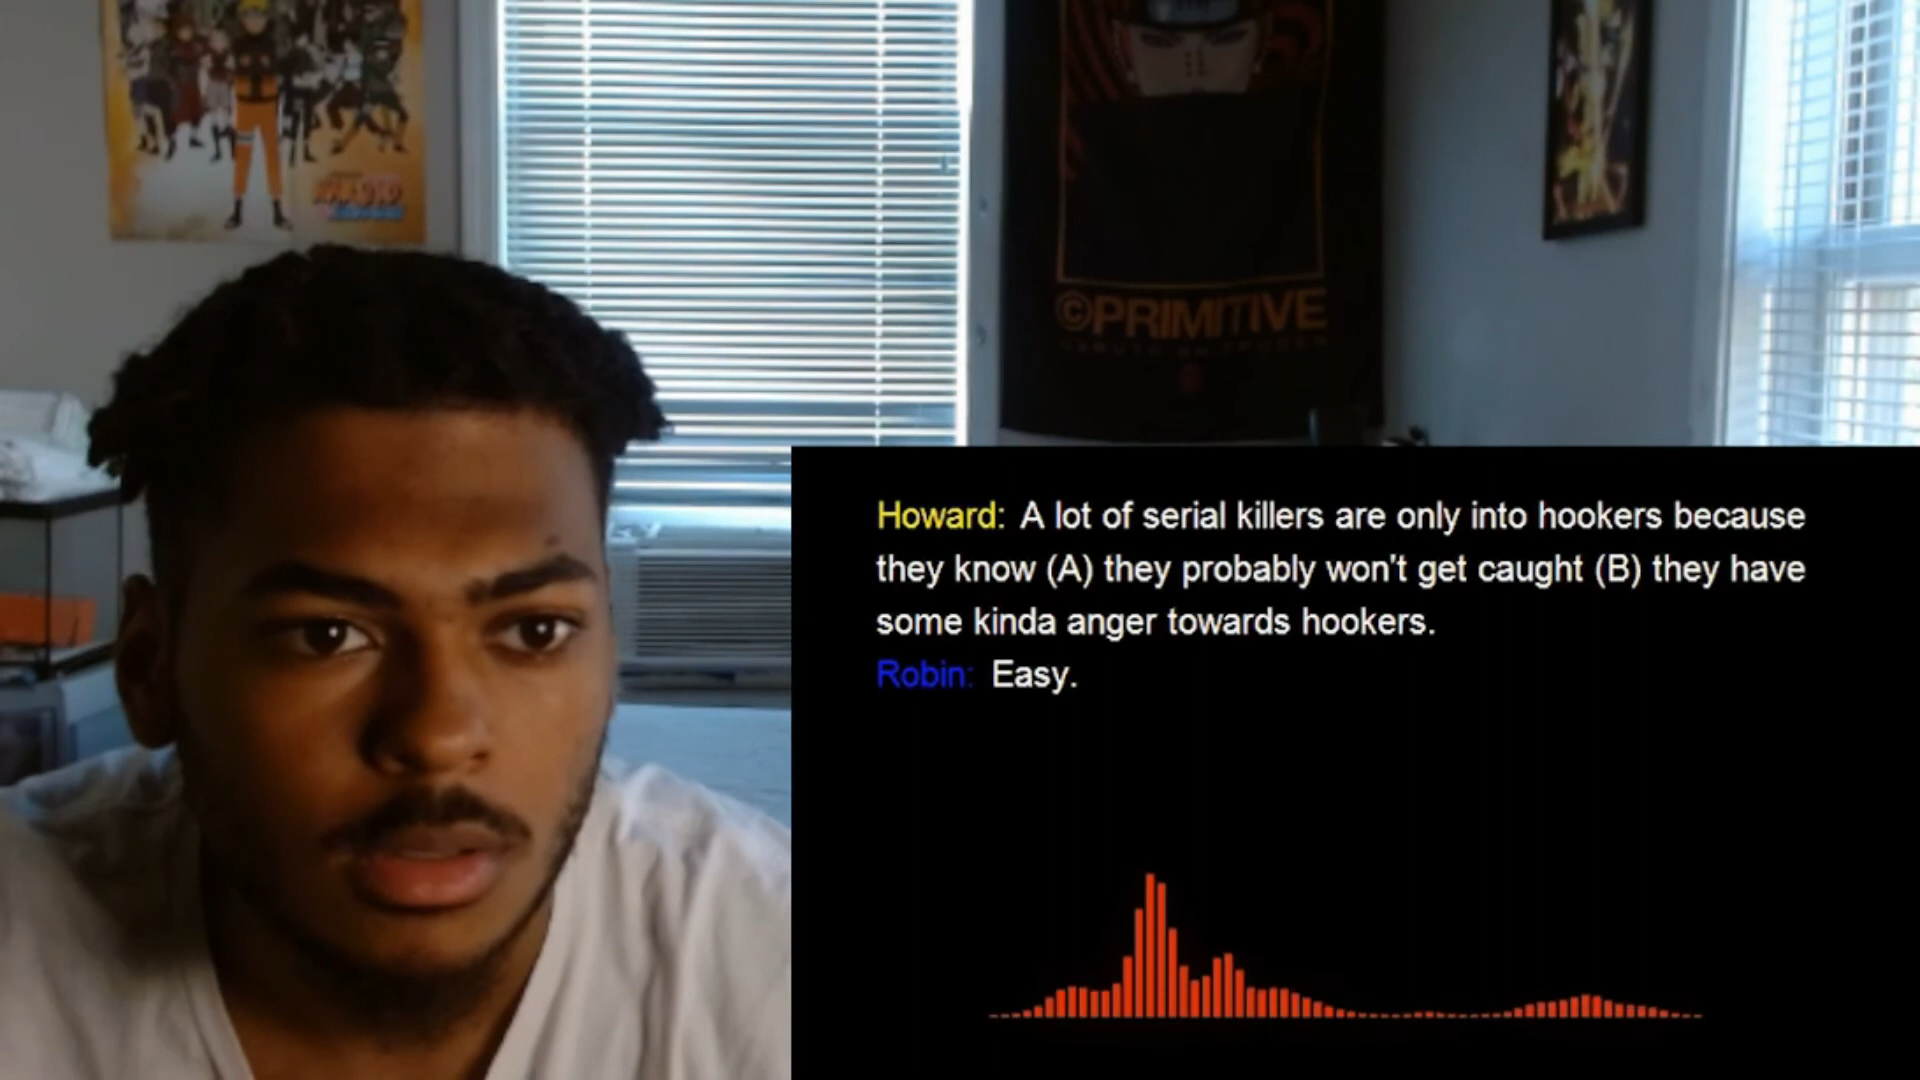 ©PRIMITIVE
Howard: A lot of serial killers are only into hookers because
they know (A) they probably won't get caught (B) they have
some kinda anger towards hookers.
Robin: Easy.